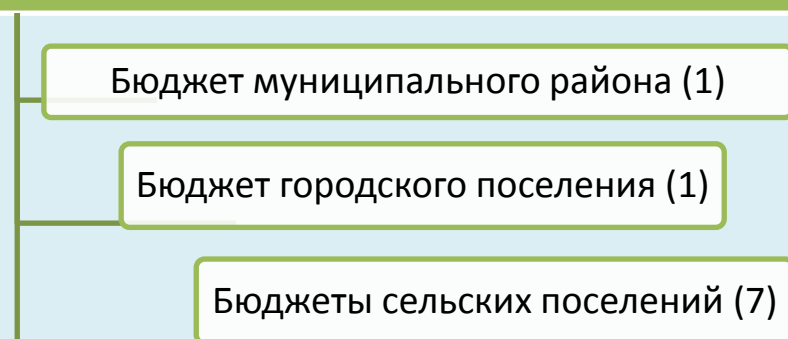 Бюджет муниципального района (1)
Бюджет городского поселения (1)
Бюджеты сельских поселений (7)